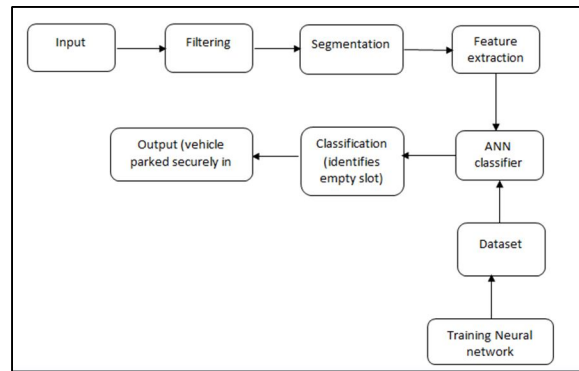 Input
Filtering
Segmentation
Feature
extraction
Output (vehicle
parked securely in
Classification
(identifies
empty slot)
ANN
classifier
Dataset
Training Neural
network